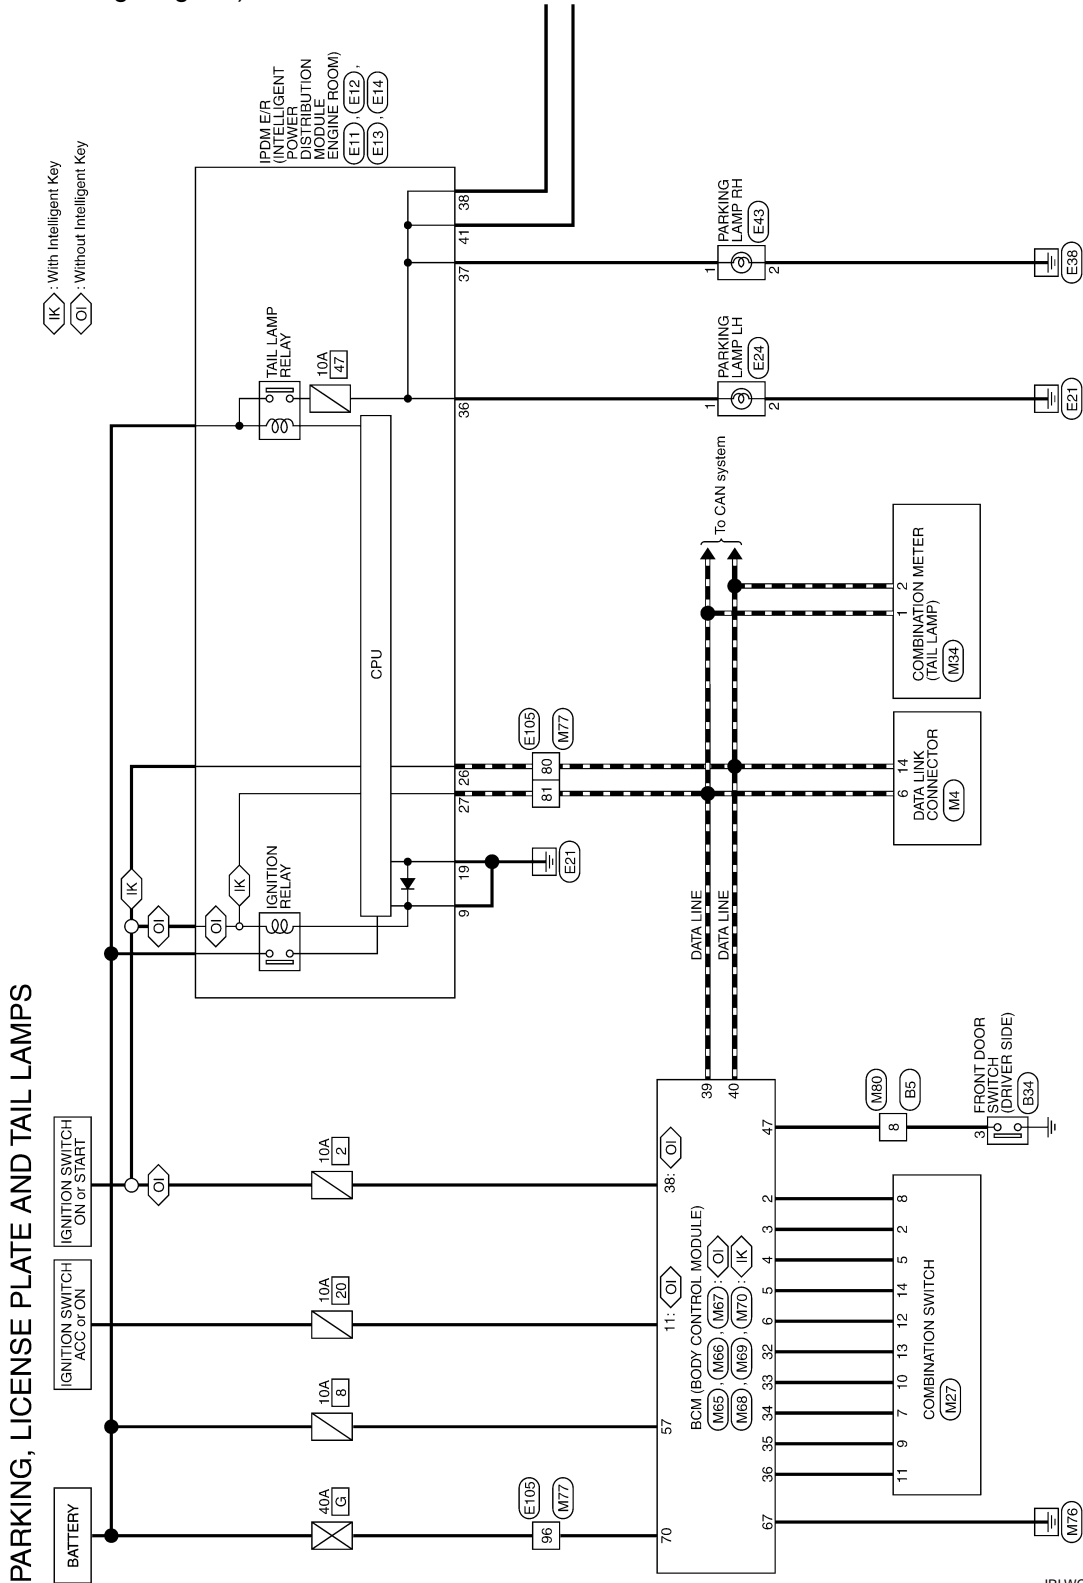 PARKING, LICENSE PLATE AND TAIL LAMPS
IK : With Intelligent Key
OI : Without Intelligent Key
BATTERY
IGNITION SWITCH
ACC or ON
IGNITION SWITCH
ON or START
40A
G
10A
8
10A
20
10A
2
OI
OI
IK
OI
IK
IGNITION
RELAY
TAIL LAMP
RELAY
10A
47
CPU
IPDM E/R
(INTELLIGENT
POWER
DISTRIBUTION
MODULE
ENGINE ROOM)
E11 , E12 ,
E13 , E14
9
19
27
26
36
37
41
38
E21
E105
M77
96
E105
M77
81
80
PARKING
LAMP LH
E24
1
2
E21
PARKING
LAMP RH
E43
1
2
E38
To CAN system
DATA LINE
DATA LINE
70
57
11: OI
38: OI
39
40
BCM (BODY CONTROL MODULE)
M65 , M66 , M67 : OI
M68 , M69 , M70 : IK
67
36
35
34
33
32
6
5
4
3
2
47
11
9
7
10
13
12
14
5
2
8
COMBINATION SWITCH
M27
M76
M80
B5
8
3
FRONT DOOR
SWITCH
(DRIVER SIDE)
B34
6
14
DATA LINK
CONNECTOR
M4
1
2
COMBINATION METER
(TAIL LAMP)
M34